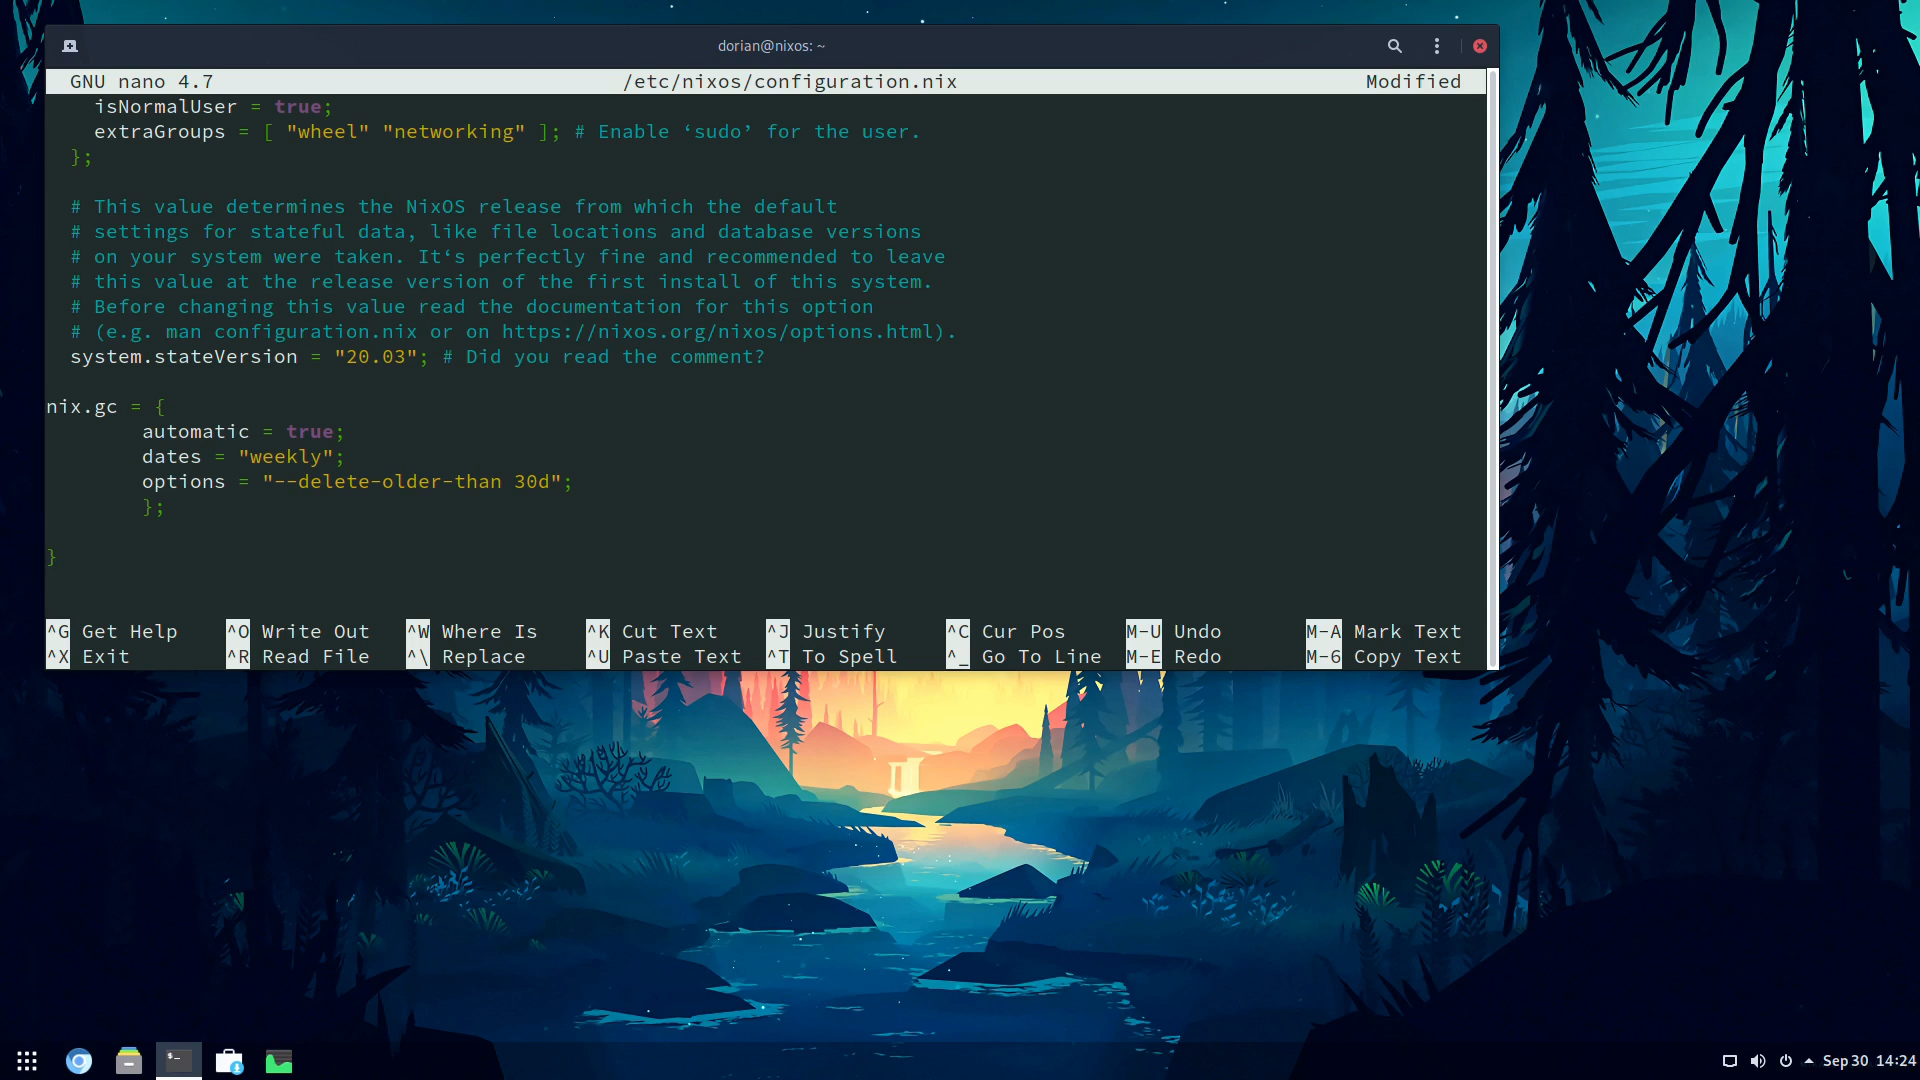 dorian@nixos: ~
GNU nano 4.7 /etc/nixos/configuration.nix Modified
isNormalUser = true;
extraGroups = [ "wheel" "networking" ]; # Enable ‘sudo’ for the user.
};
# This value determines the NixOS release from which the default
# settings for stateful data, like file locations and database versions
# on your system were taken. It‘s perfectly fine and recommended to leave
# this value at the release version of the first install of this system.
# Before changing this value read the documentation for this option
# (e.g. man configuration.nix or on https://nixos.org/nixos/options.html).
system.stateVersion = "20.03"; # Did you read the comment?
nix.gc = {
automatic = true;
dates = "weekly";
options = "--delete-older-than 30d";
};
}
^G Get Help ^O Write Out ^W Where Is ^K Cut Text ^J Justify ^C Cur Pos M-U Undo M-A Mark Text
^X Exit ^R Read File ^\ Replace ^U Paste Text ^T To Spell ^_ Go To Line M-E Redo M-6 Copy Text
$_
Sep 30 14:24